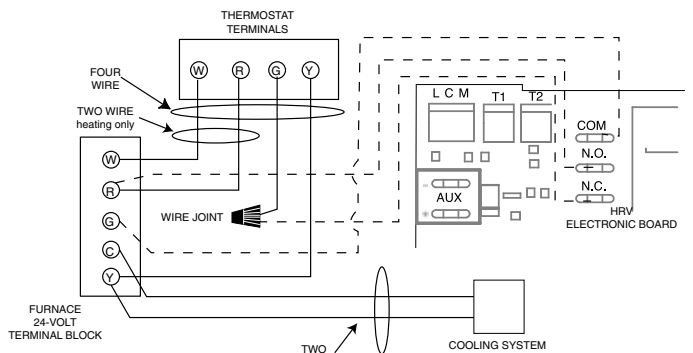 THERMOSTAT
TERMINALS
W R G Y
FOUR
WIRE
TWO WIRE
heating only
L C M T1 T2
COM
N.O.
N.C.
AUX
HRV
ELECTRONIC BOARD
W
R
G
C
Y
WIRE JOINT
FURNACE
24-VOLT
TERMINAL BLOCK
TWO
COOLING SYSTEM